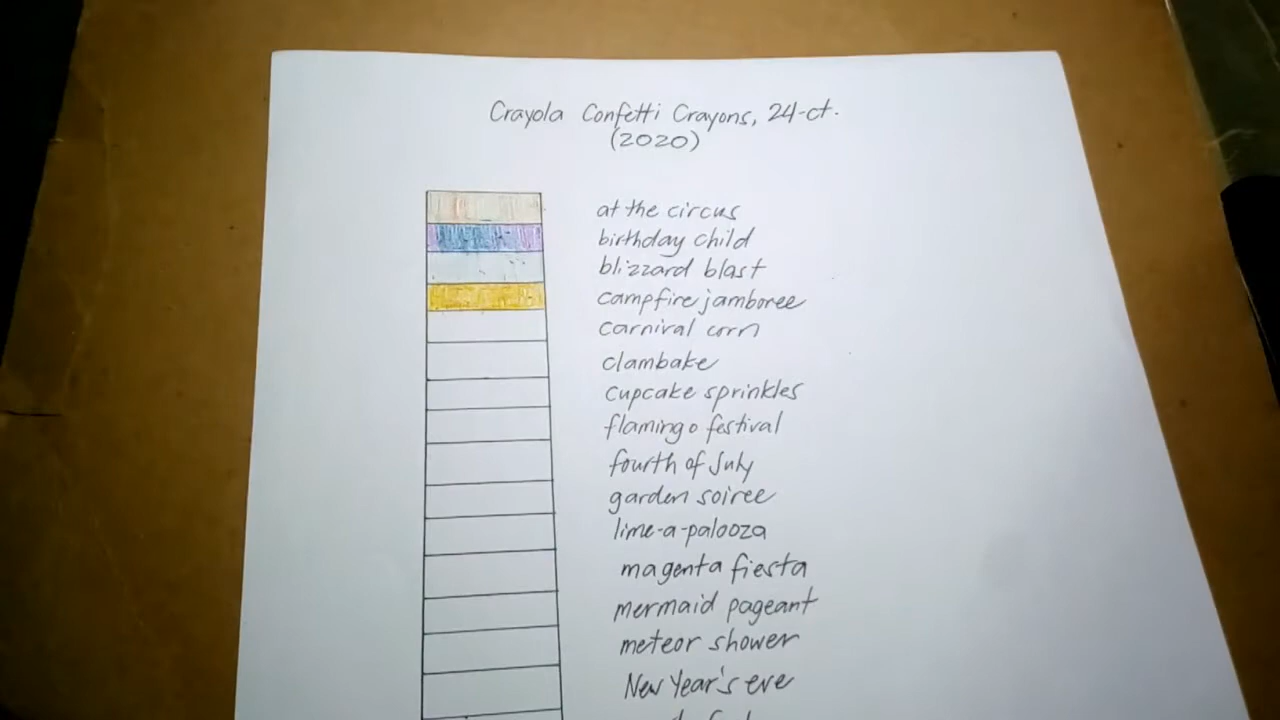 Crayola Confetti Crayons, 24-ct.
(2020)
at the circus
birthday child
blizzard blast
campfire jamboree
carnival corn
clambake
cupcake sprinkles
flamingo festival
fourth of July
garden soiree
lime-a-palooza
magenta fiesta
mermaid pageant
meteor shower
New Year's eve